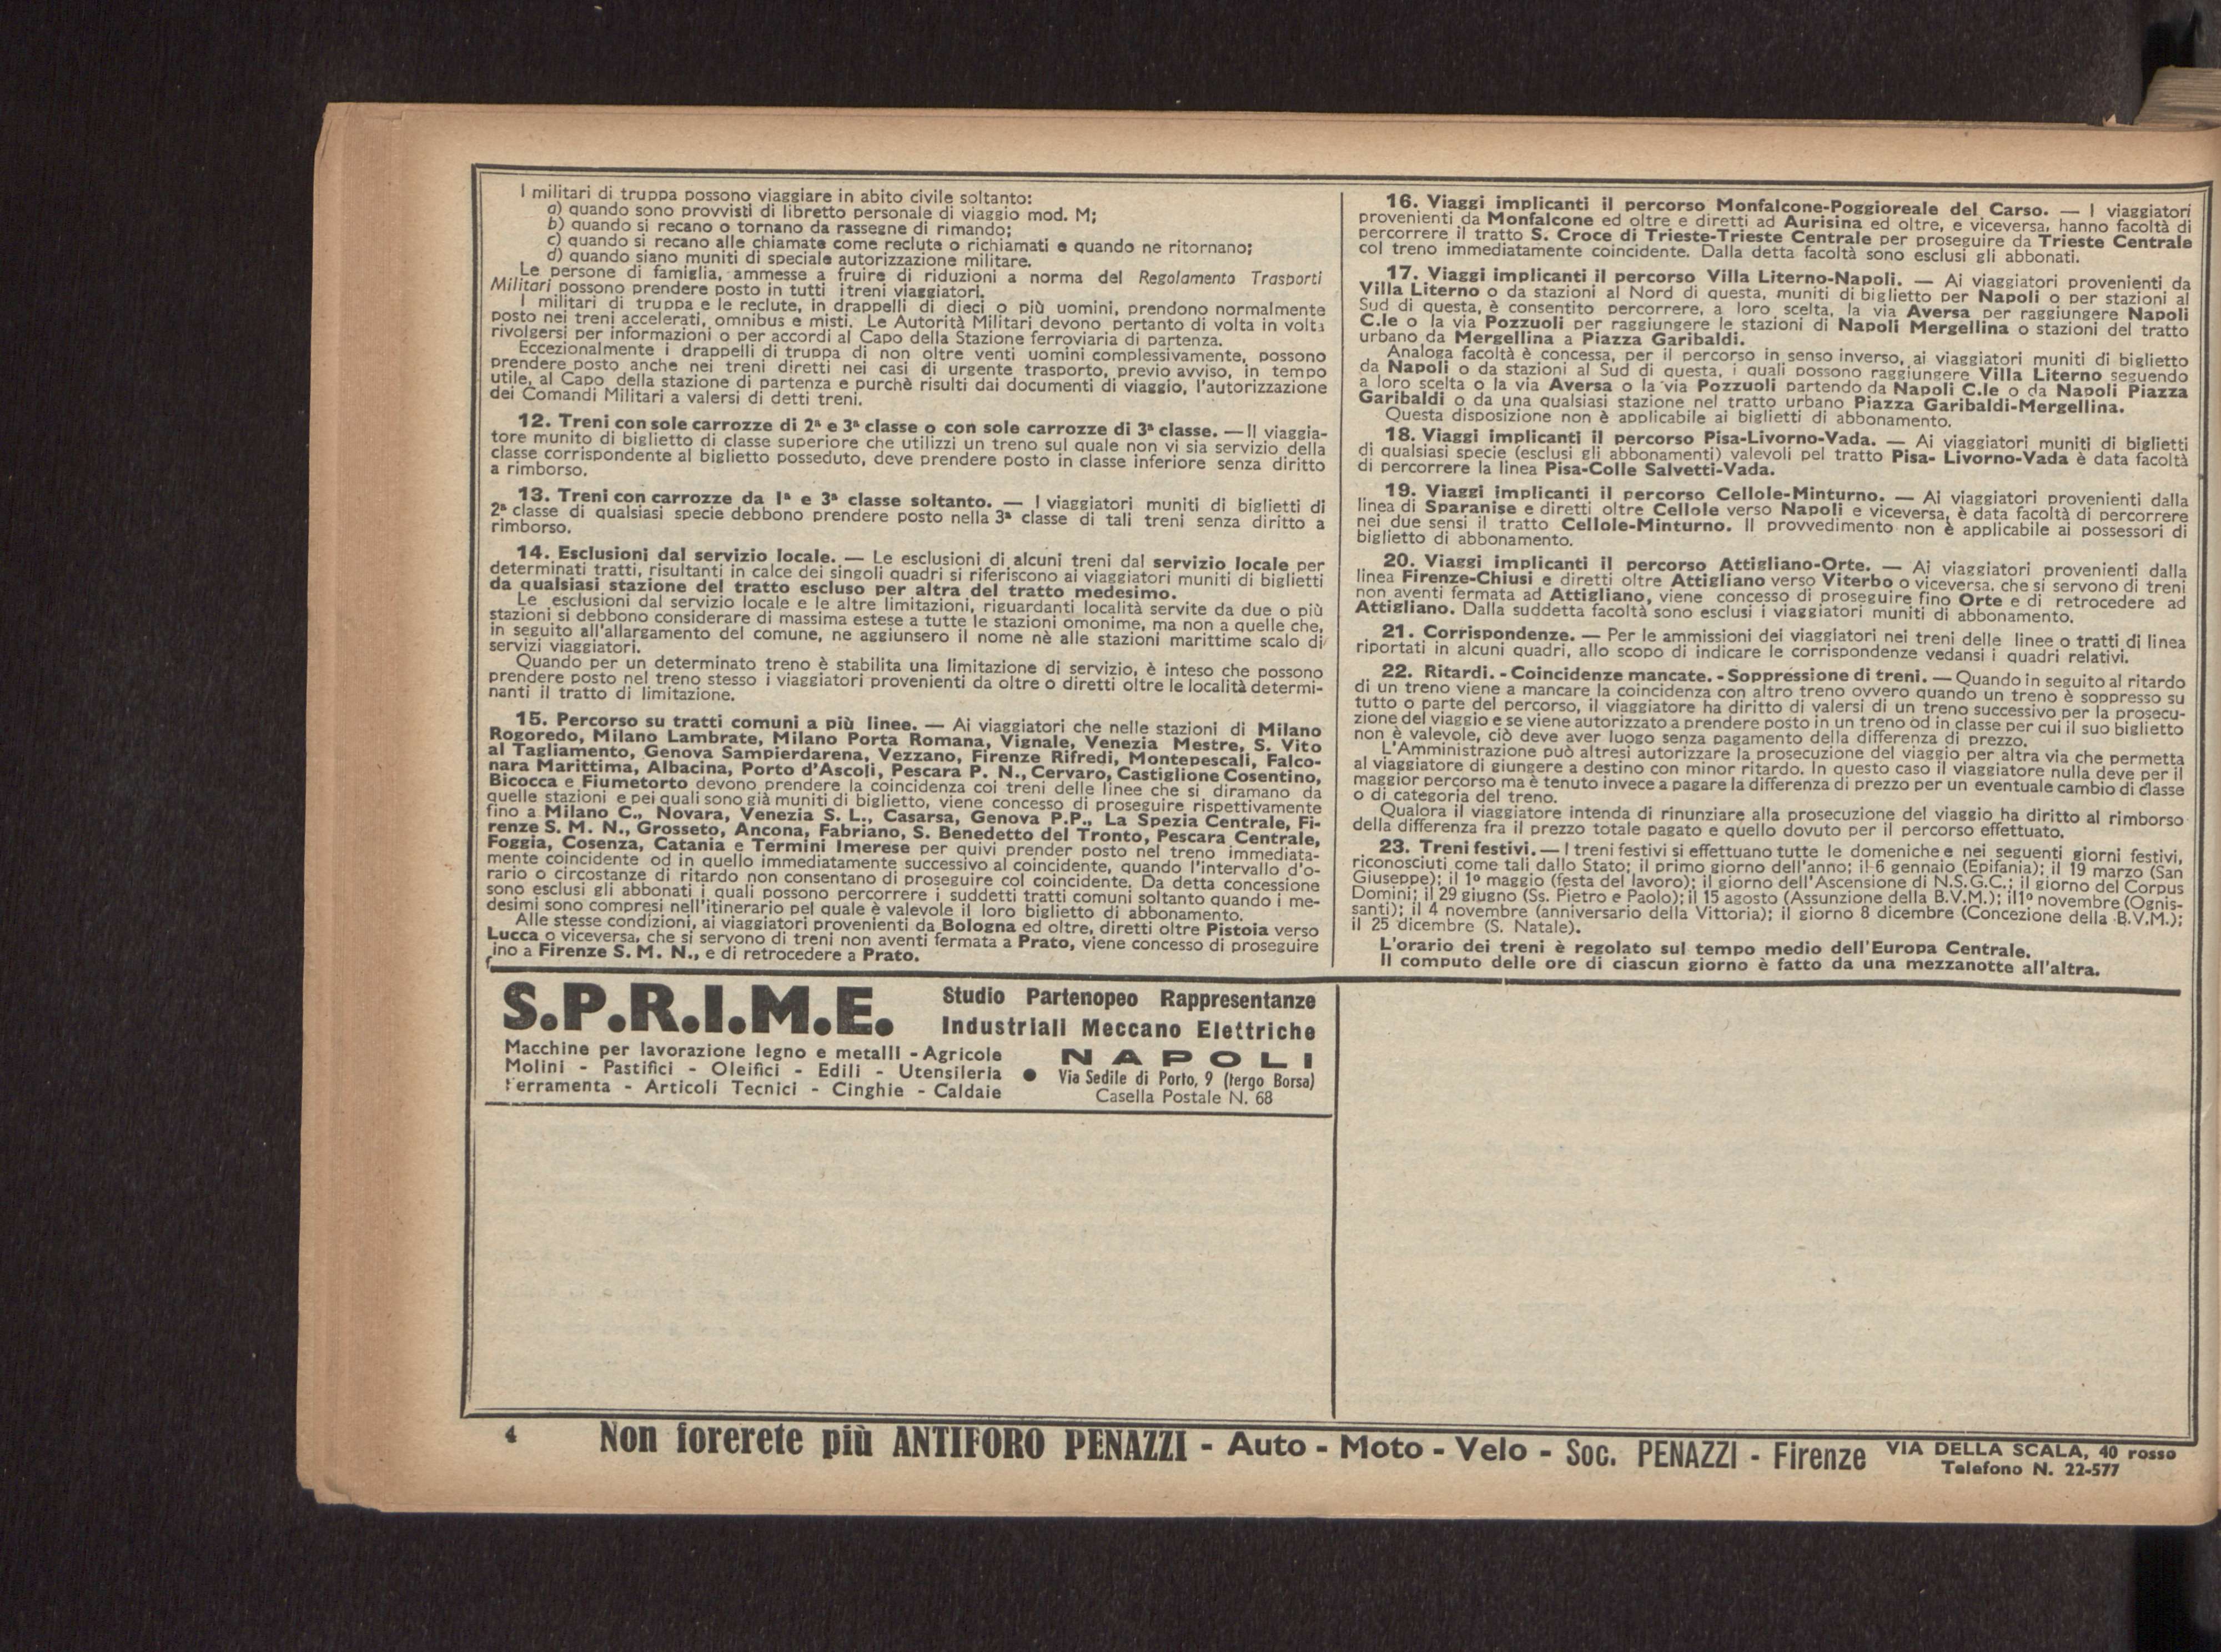 I militari di truppa possono viaggiare in abito civile soltanto:
a) quando sono provvisti di libretto personale di viaggio mod. M;
b) quando si recano o tornano da rassegne di rimando;
c) quando si recano alle chiamate come reclute o richiamati e quando ne ritornano;
d) quando siano muniti di speciale autorizzazione militare.
Le persone di famiglia, ammesse a fruire di riduzioni a norma del Regolamento Trasporti
Militari possono prendere posto in tutti i treni viaggiatori.
I militari di truppa e le reclute, in drappelli di dieci o più uomini, prendono normalmente
posto nei treni accelerati, omnibus e misti. Le Autorità Militari devono pertanto di volta in volta
rivolgersi per informazioni o per accordi al Capo della Stazione ferroviaria di partenza.
Eccezionalmente i drappelli di truppa di non oltre venti uomini complessivamente, possono
prendere posto anche nei treni diretti nei casi di urgente trasporto, previo avviso, in tempo
utile, al Capo della stazione di partenza e purchè risulti dai documenti di viaggio, l'autorizzazione
dei Comandi Militari a valersi di detti treni.
12. Treni con sole carrozze di 2ª e 3ª classe o con sole carrozze di 3ª classe. — Il viaggia-
tore munito di biglietto di classe superiore che utilizzi un treno sul quale non vi sia servizio della
classe corrispondente al biglietto posseduto, deve prendere posto in classe inferiore senza diritto
a rimborso.
13. Treni con carrozze da 1ª e 3ª classe soltanto. — I viaggiatori muniti di biglietti di
2ª classe di qualsiasi specie debbono prendere posto nella 3ª classe di tali treni senza diritto a
rimborso.
14. Esclusioni dal servizio locale. — Le esclusioni di alcuni treni dal servizio locale per
determinati tratti, risultanti in calce dei singoli quadri si riferiscono ai viaggiatori muniti di biglietti
da qualsiasi stazione del tratto escluso per altra del tratto medesimo.
Le esclusioni dal servizio locale e le altre limitazioni, riguardanti località servite da due o più
stazioni si debbono considerare di massima estese a tutte le stazioni omonime, ma non a quelle che,
in seguito all'allargamento del comune, ne aggiunsero il nome nè alle stazioni marittime scalo di
servizi viaggiatori.
Quando per un determinato treno è stabilita una limitazione di servizio, è inteso che possono
prendere posto nel treno stesso i viaggiatori provenienti da oltre o diretti oltre le località determi-
nanti il tratto di limitazione.
15. Percorso su tratti comuni a più linee. — Ai viaggiatori che nelle stazioni di Milano
Rogoredo, Milano Lambrate, Milano Porta Romana, Vignale, Venezia Mestre, S. Vito
al Tagliamento, Genova Sampierdarena, Vezzano, Firenze Rifredi, Montepescali, Falco-
nara Marittima, Albacina, Porto d'Ascoli, Pescara P. N., Cervaro, Castiglione Cosentino,
Bicocca e Fiumetorto devono prendere la coincidenza coi treni delle linee che si diramano da
quelle stazioni e pei quali sono già muniti di biglietto, viene concesso di proseguire rispettivamente
fino a Milano C., Novara, Venezia S. L., Casarsa, Genova P.P., La Spezia Centrale, Fi-
renze S. M. N., Grosseto, Ancona, Fabriano, S. Benedetto del Tronto, Pescara Centrale,
Foggia, Cosenza, Catania e Termini Imerese per quivi prender posto nel treno immediata-
mente coincidente od in quello immediatamente successivo al coincidente, quando l'intervallo d'o-
rario o circostanze di ritardo non consentano di proseguire col coincidente. Da detta concessione
sono esclusi gli abbonati i quali possono percorrere i suddetti tratti comuni soltanto quando i me-
desimi sono compresi nell'itinerario pel quale è valevole il loro biglietto di abbonamento.
Alle stesse condizioni, ai viaggiatori provenienti da Bologna ed oltre, diretti oltre Pistoia verso
Lucca o viceversa, che si servono di treni non aventi fermata a Prato, viene concesso di proseguire
fino a Firenze S. M. N., e di retrocedere a Prato.
16. Viaggi implicanti il percorso Monfalcone-Poggioreale del Carso. — I viaggiatori
provenienti da Monfalcone ed oltre e diretti ad Aurisina ed oltre, e viceversa, hanno facoltà di
percorrere il tratto S. Croce di Trieste-Trieste Centrale per proseguire da Trieste Centrale
col treno immediatamente coincidente. Dalla detta facoltà sono esclusi gli abbonati.
17. Viaggi implicanti il percorso Villa Literno-Napoli. — Ai viaggiatori provenienti da
Villa Literno o da stazioni al Nord di questa, muniti di biglietto per Napoli o per stazioni al
Sud di questa, è consentito percorrere, a loro scelta, la via Aversa per raggiungere Napoli
C.le o la via Pozzuoli per raggiungere le stazioni di Napoli Mergellina o stazioni del tratto
urbano da Mergellina a Piazza Garibaldi.
Analoga facoltà è concessa, per il percorso in senso inverso, ai viaggiatori muniti di biglietto
da Napoli o da stazioni al Sud di questa, i quali possono raggiungere Villa Literno seguendo
a loro scelta o la via Aversa o la via Pozzuoli partendo da Napoli C.le o da Napoli Piazza
Garibaldi o da una qualsiasi stazione nel tratto urbano Piazza Garibaldi-Mergellina.
Questa disposizione non è applicabile ai biglietti di abbonamento.
18. Viaggi implicanti il percorso Pisa-Livorno-Vada. — Ai viaggiatori muniti di biglietti
di qualsiasi specie (esclusi gli abbonamenti) valevoli pel tratto Pisa- Livorno-Vada è data facoltà
di percorrere la linea Pisa-Colle Salvetti-Vada.
19. Viaggi implicanti il percorso Cellole-Minturno. — Ai viaggiatori provenienti dalla
linea di Sparanise e diretti oltre Cellole verso Napoli e viceversa, è data facoltà di percorrere
nei due sensi il tratto Cellole-Minturno. Il provvedimento non è applicabile ai possessori di
biglietto di abbonamento.
20. Viaggi implicanti il percorso Attigliano-Orte. — Ai viaggiatori provenienti dalla
linea Firenze-Chiusi e diretti oltre Attigliano verso Viterbo o viceversa, che si servono di treni
non aventi fermata ad Attigliano, viene concesso di proseguire fino Orte e di retrocedere ad
Attigliano. Dalla suddetta facoltà sono esclusi i viaggiatori muniti di abbonamento.
21. Corrispondenze. — Per le ammissioni dei viaggiatori nei treni delle linee o tratti di linea
riportati in alcuni quadri, allo scopo di indicare le corrispondenze vedansi i quadri relativi.
22. Ritardi. - Coincidenze mancate. - Soppressione di treni. — Quando in seguito al ritardo
di un treno viene a mancare la coincidenza con altro treno ovvero quando un treno è soppresso su
tutto o parte del percorso, il viaggiatore ha diritto di valersi di un treno successivo per la prosecu-
zione del viaggio e se viene autorizzato a prendere posto in un treno od in classe per cui il suo biglietto
non è valevole, ciò deve aver luogo senza pagamento della differenza di prezzo.
L'Amministrazione può altresi autorizzare la prosecuzione del viaggio per altra via che permetta
al viaggiatore di giungere a destino con minor ritardo. In questo caso il viaggiatore nulla deve per il
maggior percorso ma è tenuto invece a pagare la differenza di prezzo per un eventuale cambio di classe
o di categoria del treno.
Qualora il viaggiatore intenda di rinunziare alla prosecuzione del viaggio ha diritto al rimborso
della differenza fra il prezzo totale pagato e quello dovuto per il percorso effettuato.
23. Treni festivi. — I treni festivi si effettuano tutte le domeniche e nei seguenti giorni festivi,
riconosciuti come tali dallo Stato; il primo giorno dell'anno; il 6 gennaio (Epifania); il 19 marzo (San
Giuseppe); il 1º maggio (festa del lavoro); il giorno dell'Ascensione di N.S.G.C.; il giorno del Corpus
Domini; il 29 giugno (Ss. Pietro e Paolo); il 15 agosto (Assunzione della B.V.M.); il 1º novembre (Ognis-
santi); il 4 novembre (anniversario della Vittoria); il giorno 8 dicembre (Concezione della B.V.M.);
il 25 dicembre (S. Natale).
L'orario dei treni è regolato sul tempo medio dell'Europa Centrale.
Il computo delle ore di ciascun giorno è fatto da una mezzanotte all'altra.
S.P.R.I.M.E.
Studio Partenopeo Rappresentanze
Industriali Meccano Elettriche
Macchine per lavorazione legno e metalli - Agricole
Molini - Pastifici - Oleifici - Edili - Utensileria
Ferramenta - Articoli Tecnici - Cinghie - Caldaie
● NAPOLI
Via Sedile di Porto, 9 (tergo Borsa)
Casella Postale N. 68
4 Non forerete più ANTIFORO PENAZZI - Auto - Moto - Velo - Soc. PENAZZI - Firenze VIA DELLA SCALA, 40 rosso
Telefono N. 22-577